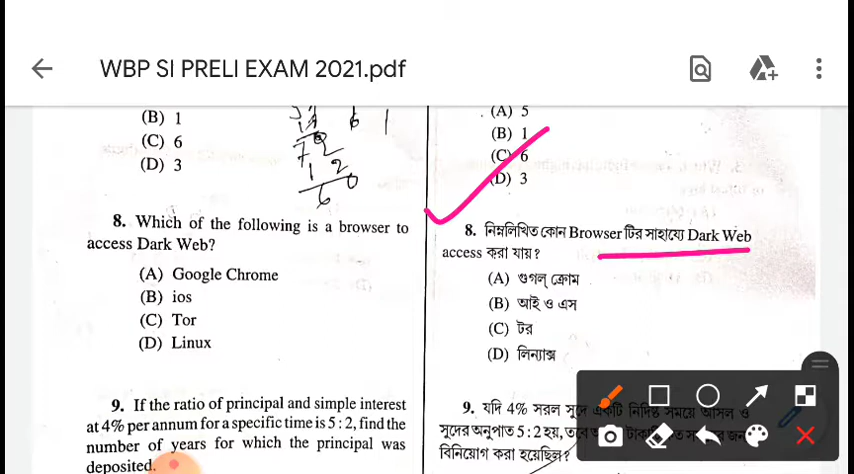 WBP SI PRELI EXAM 2021.pdf
(B) 1
(C) 6
(D) 3
8. Which of the following is a browser to
access Dark Web?
(A) Google Chrome
(B) ios
(C) Tor
(D) Linux
9. If the ratio of principal and simple interest
at 4% per annum for a specific time is 5 : 2, find the
number of years for which the principal was
deposited.
(A) 5
(B) 1
(C) 6
(D) 3
8. নিম্নলিখিত কোন Browser টির সাহায্যে Dark Web
access করা যায়?
(A) গুগল্ ক্রোম
(B) আই ও এস
(C) টর
(D) লিন্যাক্স
9. যদি 4% সরল সুদে একটি নির্দিষ্ট সময়ে আসল ও
সুদের অনুপাত 5 : 2 হয়, তবে
বিনিয়োগ করা হয়েছিল?